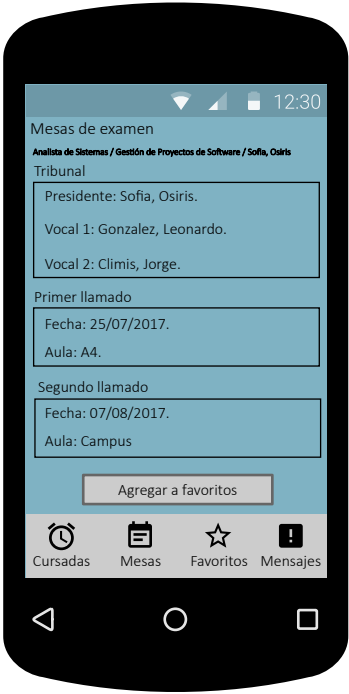 12:30
Mesas de examen
Analista de Sistemas / Gestión de Proyectos de Software / Sofia, Osiris
Tribunal
Presidente: Sofia, Osiris.
Vocal 1: Gonzalez, Leonardo.
Vocal 2: Climis, Jorge.
Primer llamado
Fecha: 25/07/2017.
Aula: A4.
Segundo llamado
Fecha: 07/08/2017.
Aula: Campus
Agregar a favoritos
Cursadas Mesas Favoritos Mensajes